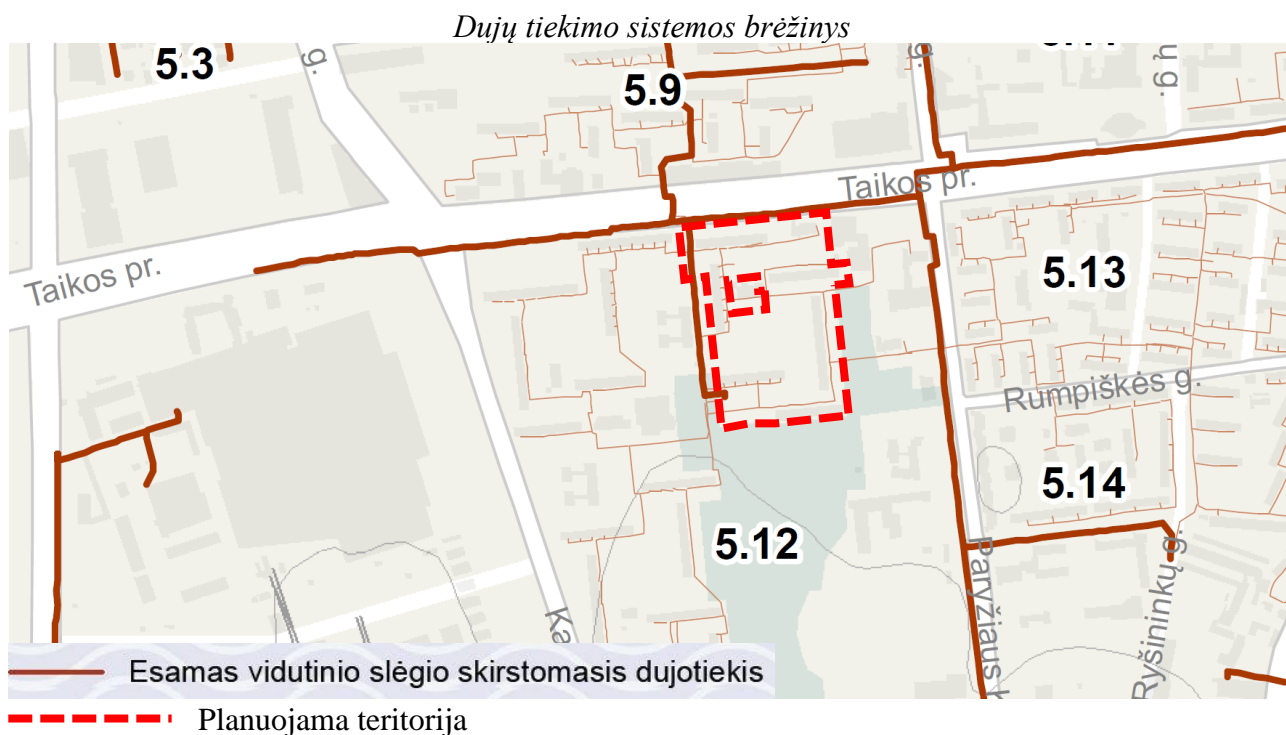 Dujų tiekimo sistemos brėžinys
5.3
g.
5.9
g.
ų g.
Taikos pr.
Taikos pr.
5.13
Rumpiškės g.
5.14
5.12
Ka
Paryžiaus k
Ryšininkų g.
Esamas vidutinio slėgio skirstomasis dujotiekis
Planuojama teritorija